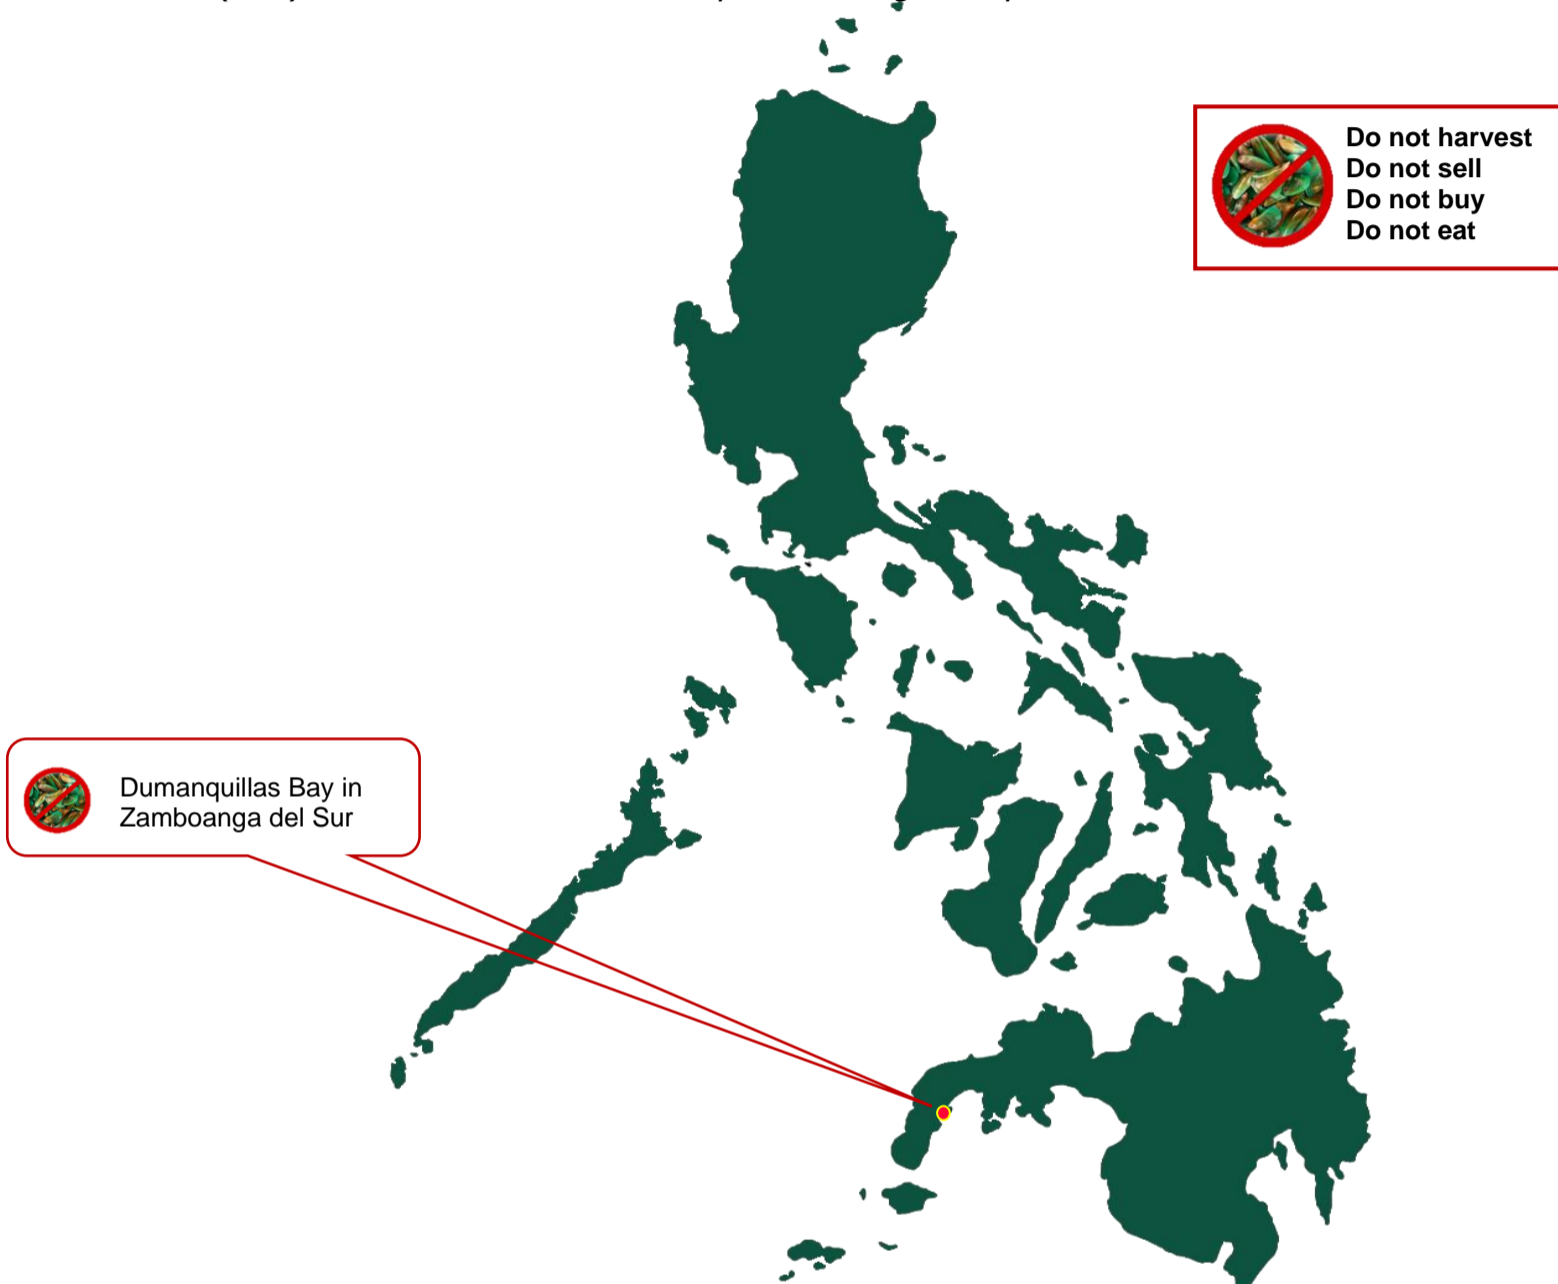 Do not harvest
Do not sell
Do not buy
Do not eat
Dumanquillas Bay in
Zamboanga del Sur